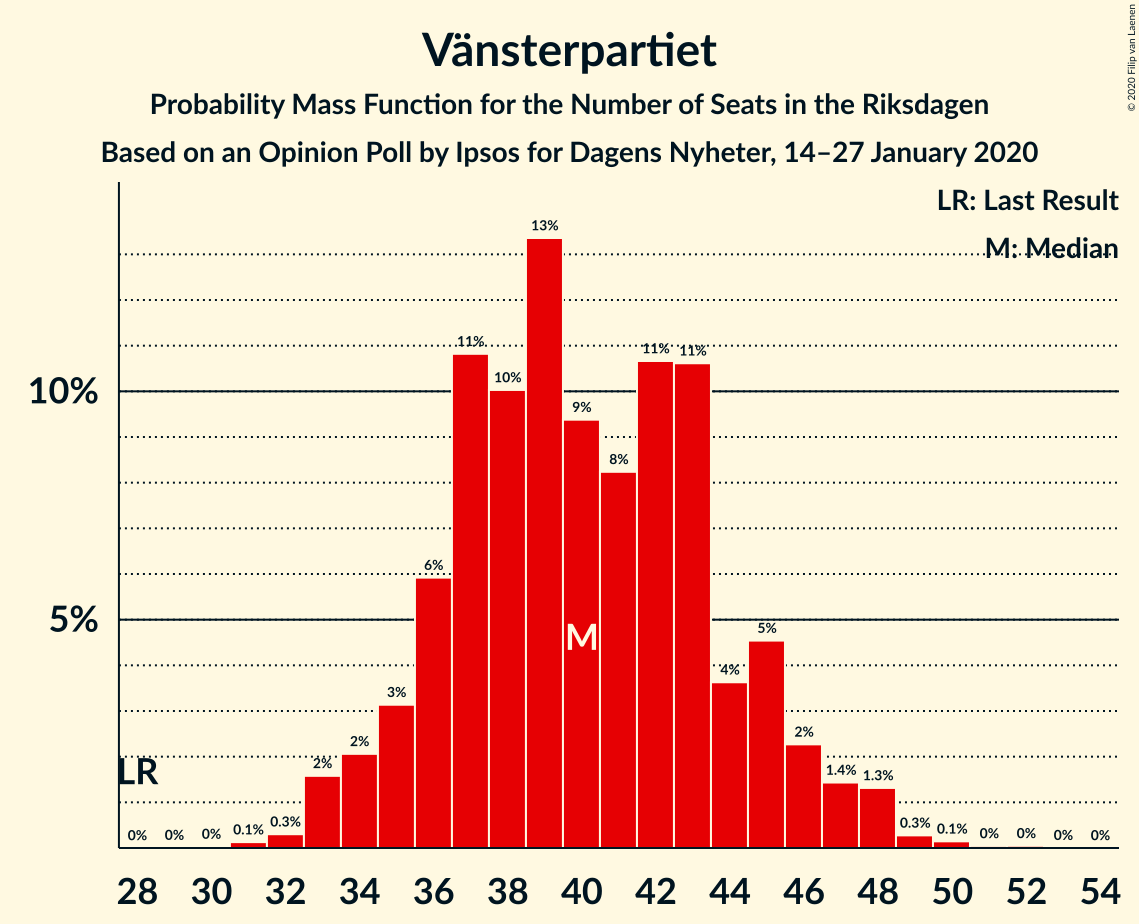 Vänsterpartiet
Probability Mass Function for the Number of Seats in the Riksdagen
Based on an Opinion Poll by Ipsos for Dagens Nyheter, 14–27 January 2020
© 2020 Filip van Laenen
LR: Last Result
M: Median
10%
5%
LR
M
0% 0% 0% 0.1% 0.3% 2% 2% 3% 6% 11% 10% 13% 9% 8% 11% 11% 4% 5% 2% 1.4% 1.3% 0.3% 0.1% 0% 0% 0% 0%
28 30 32 34 36 38 40 42 44 46 48 50 52 54